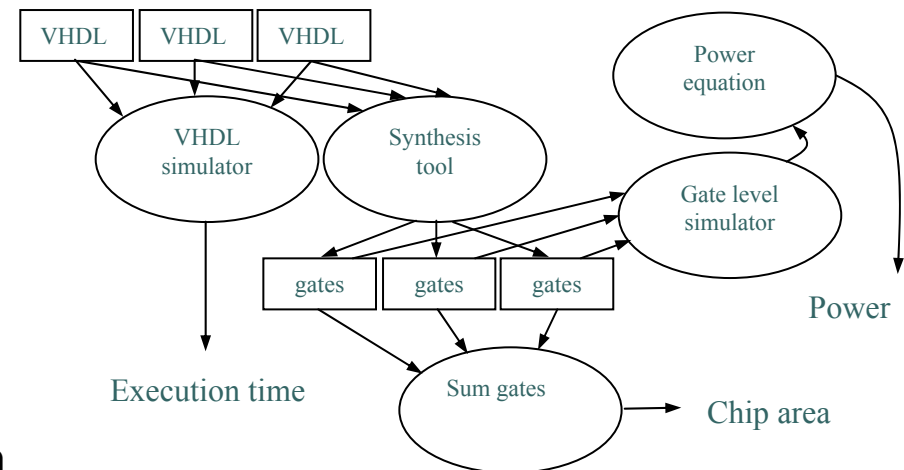 VHDL VHDL VHDL
Power
equation
VHDL
simulator
Synthesis
tool
Gate level
simulator
gates gates gates
Power
Execution time
Sum gates
Chip area